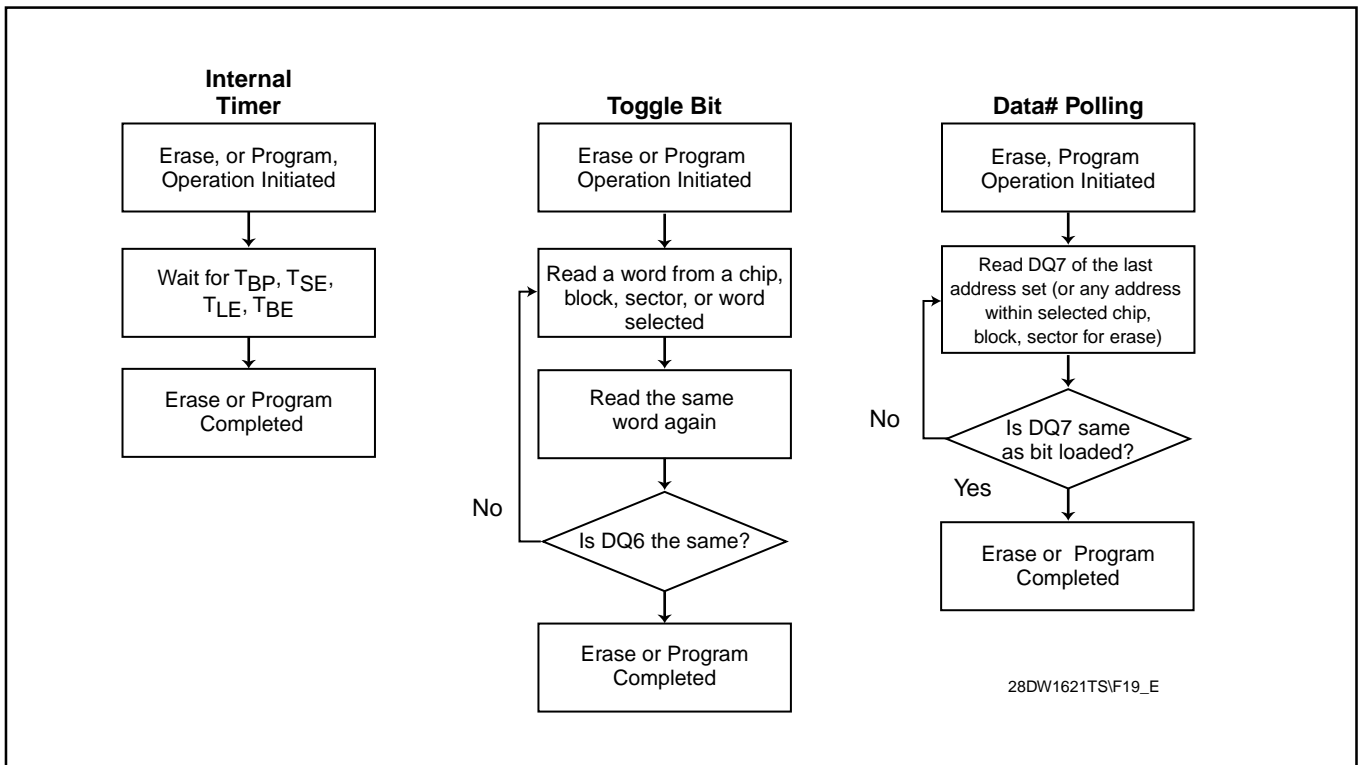 Internal
Timer
Erase, or Program,
Operation Initiated
Wait for TBP, TSE,
TLE, TBE
Erase or Program
Completed
Toggle Bit
Erase or Program
Operation Initiated
Read a word from a chip,
block, sector, or word
selected
Read the same
word again
No
Is DQ6 the same?
Erase or Program
Completed
Data# Polling
Erase, Program
Operation Initiated
Read DQ7 of the last
address set (or any address
within selected chip,
block, sector for erase)
No
Is DQ7 same
as bit loaded?
Yes
Erase or Program
Completed
28DW1621TS\F19_E